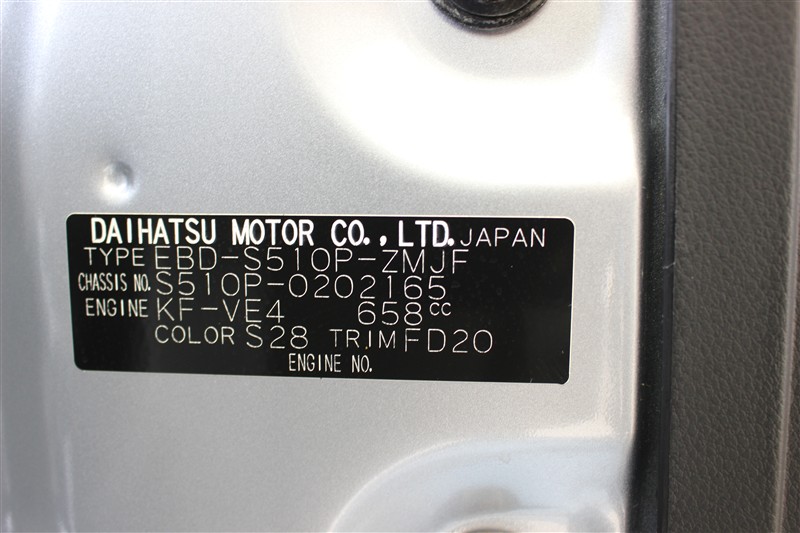 DAIHATSU MOTOR CO., LTD. JAPAN
TYPE EBD-S510P-ZMJF
CHASSIS NO. S510P-0202165
ENGINE KF-VE4 658cc
COLOR S28 TRIM FD20
ENGINE NO.